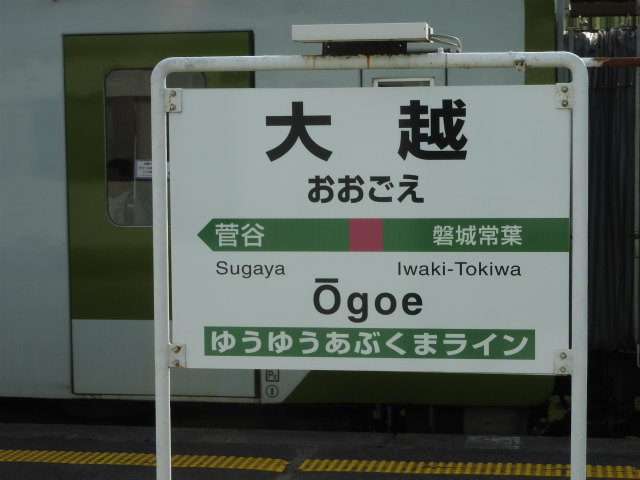 大越
おおごえ
菅谷 磐城常葉
Sugaya Iwaki-Tokiwa
Ōgoe
ゆうゆうあぶくまライン